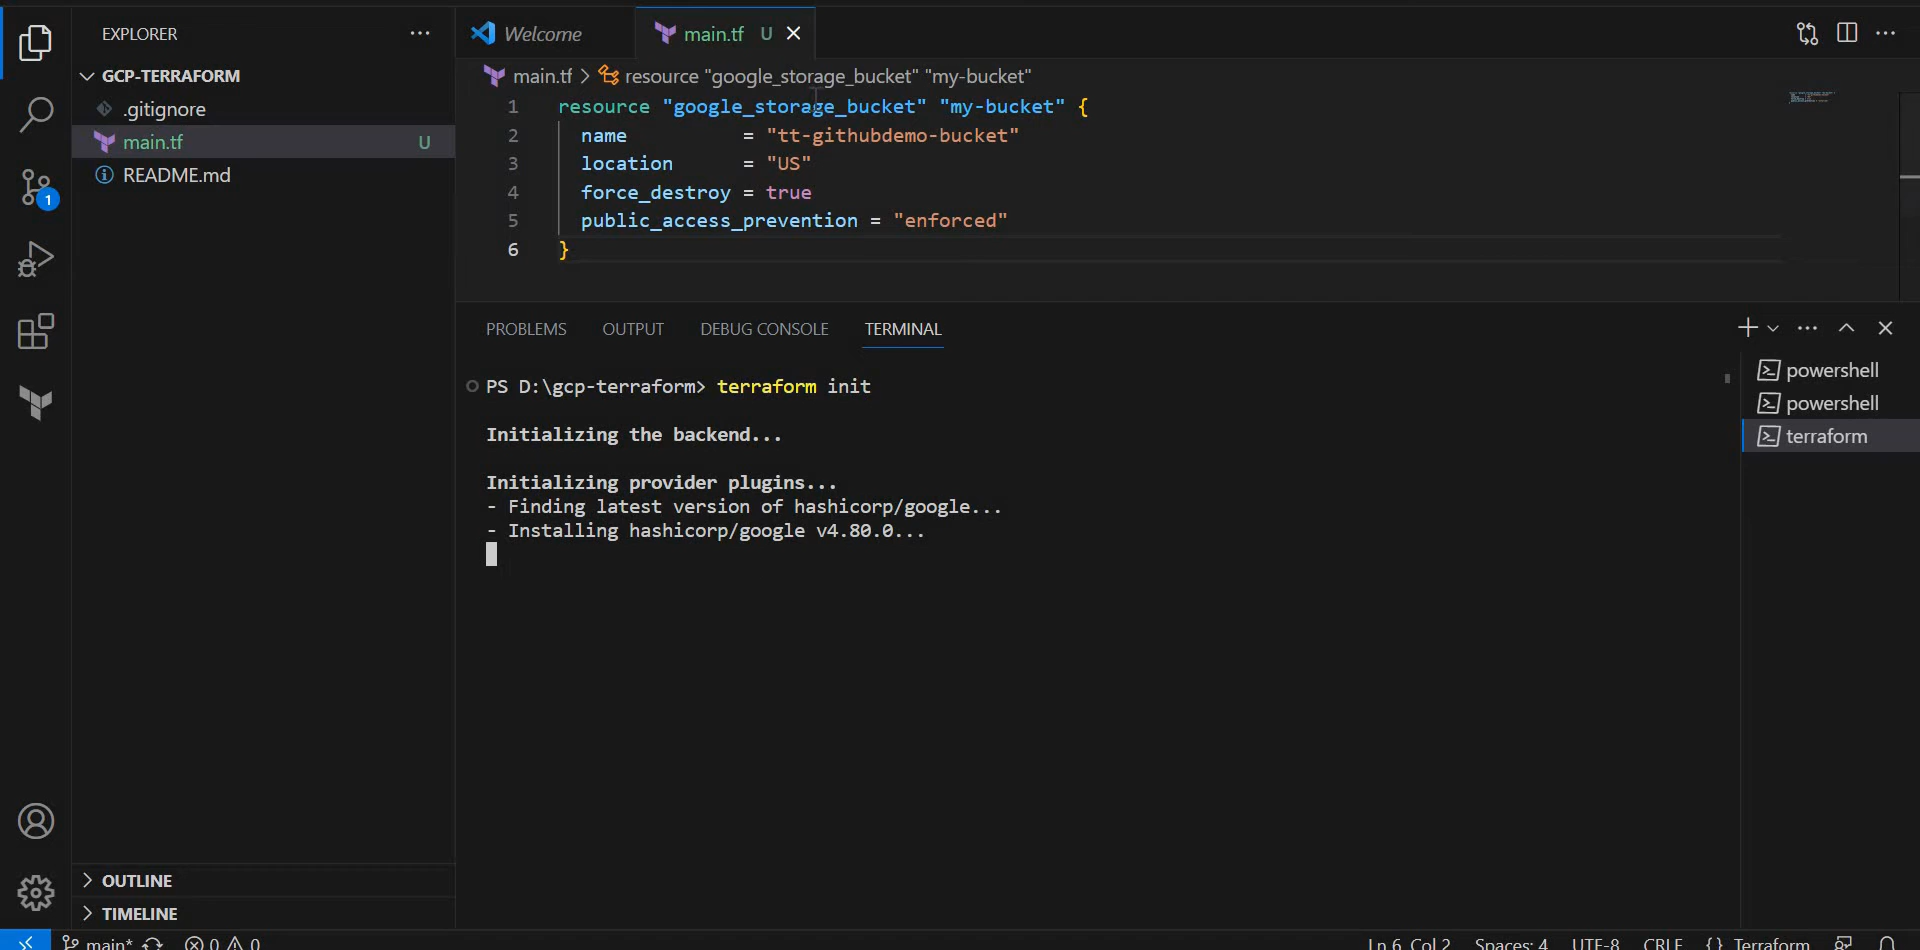 EXPLORER
GCP-TERRAFORM
.gitignore
main.tf U
README.md
OUTLINE
TIMELINE
Welcome
main.tf U
main.tf > resource "google_storage_bucket" "my-bucket"
1 resource "google_storage_bucket" "my-bucket" {
2 name = "tt-githubdemo-bucket"
3 location = "US"
4 force_destroy = true
5 public_access_prevention = "enforced"
6 }
PROBLEMS OUTPUT DEBUG CONSOLE TERMINAL
PS D:\gcp-terraform> terraform init
Initializing the backend...
Initializing provider plugins...
- Finding latest version of hashicorp/google...
- Installing hashicorp/google v4.80.0...
powershell
powershell
terraform
1
main* 0 0 Ln 6, Col 2 Spaces: 4 UTF-8 CRLF {} Terraform